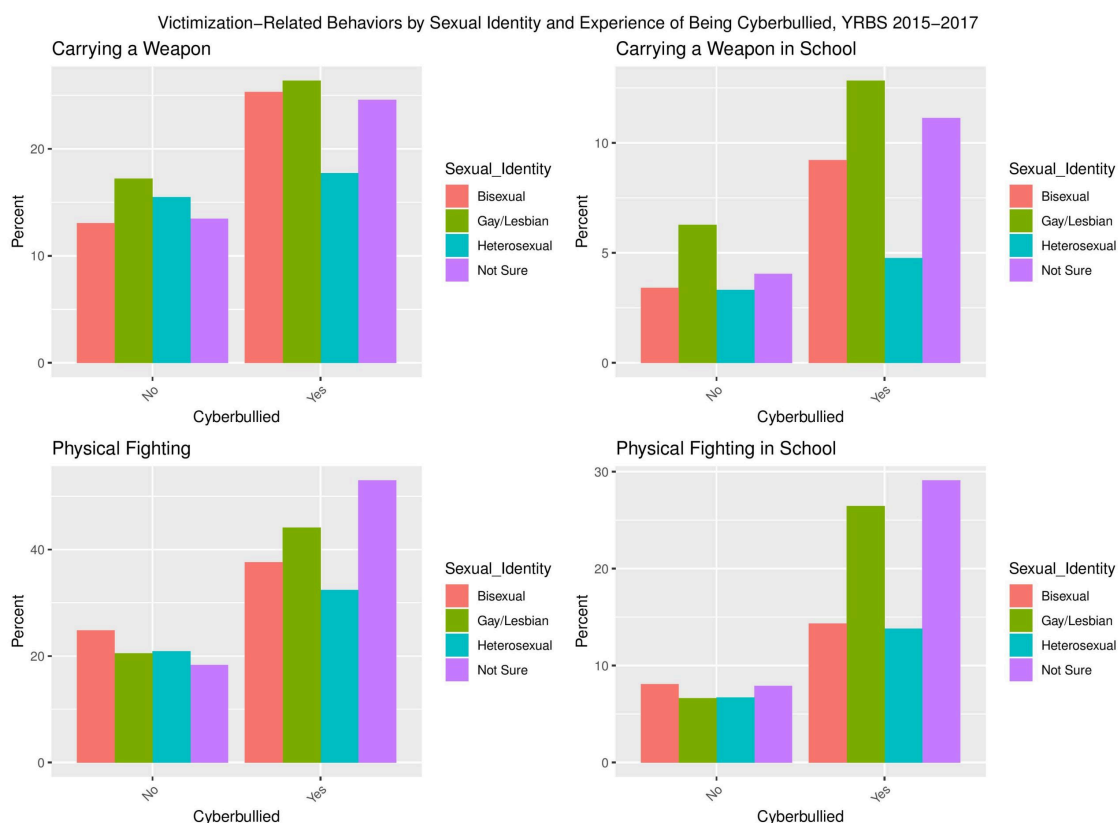 Victimization−Related Behaviors by Sexual Identity and Experience of Being Cyberbullied, YRBS 2015−2017
Carrying a Weapon
Percent
20
10
0
No
Yes
Cyberbullied
Sexual_Identity
Bisexual
Gay/Lesbian
Heterosexual
Not Sure
Carrying a Weapon in School
Percent
10
5
0
No
Yes
Cyberbullied
Sexual_Identity
Bisexual
Gay/Lesbian
Heterosexual
Not Sure
Physical Fighting
Percent
40
20
0
No
Yes
Cyberbullied
Sexual_Identity
Bisexual
Gay/Lesbian
Heterosexual
Not Sure
Physical Fighting in School
Percent
30
20
10
0
No
Yes
Cyberbullied
Sexual_Identity
Bisexual
Gay/Lesbian
Heterosexual
Not Sure